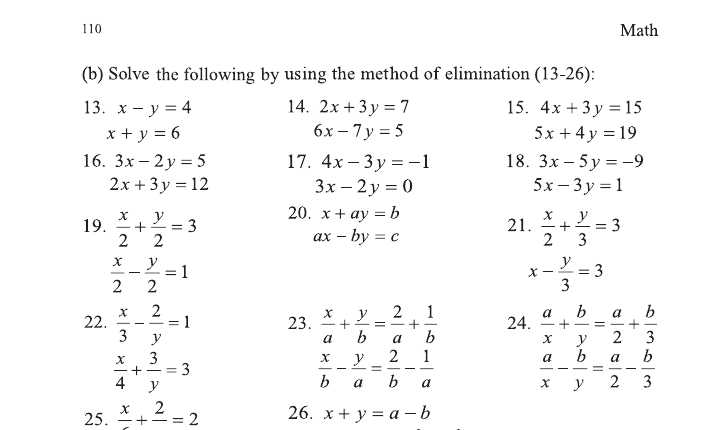 110 Math
(b) Solve the following by using the method of elimination (13-26):
13. x − y = 4 14. 2x + 3y = 7 15. 4x + 3y = 15
x + y = 6 6x − 7y = 5 5x + 4y = 19
16. 3x − 2y = 5 17. 4x − 3y = −1 18. 3x − 5y = −9
2x + 3y = 12 3x − 2y = 0 5x − 3y = 1
19. x/2 + y/2 = 3 20. x + ay = b 21. x/2 + y/3 = 3
x/2 − y/2 = 1 ax − by = c x − y/3 = 3
22. x/3 − 2/y = 1 23. x/a + y/b = 2/a + 1/b 24. a/x + b/y = a/2 + b/3
x/4 + 3/y = 3 x/b − y/a = 2/b − 1/a a/x − b/y = a/2 − b/3
25. x/ + 2/ = 2 26. x + y = a − b